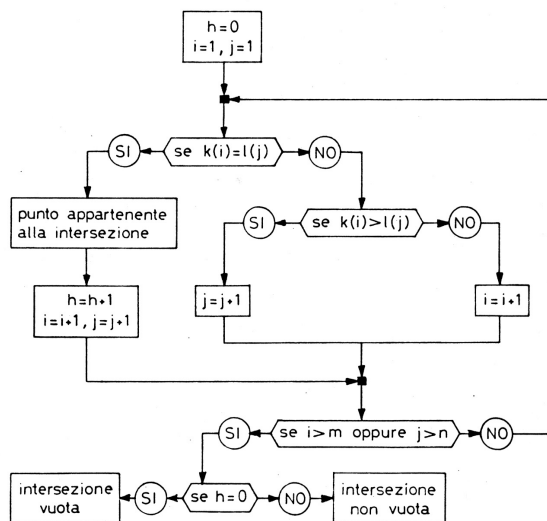 h=0
i=1, j=1
SI
se k(i)=l(j)
NO
punto appartenente
alla intersezione
SI
se k(i)>l(j)
NO
h=h+1
i=i+1, j=j+1
j=j+1
i=i+1
SI
se i>m oppure j>n
NO
intersezione
vuota
SI
se h=0
NO
intersezione
non vuota